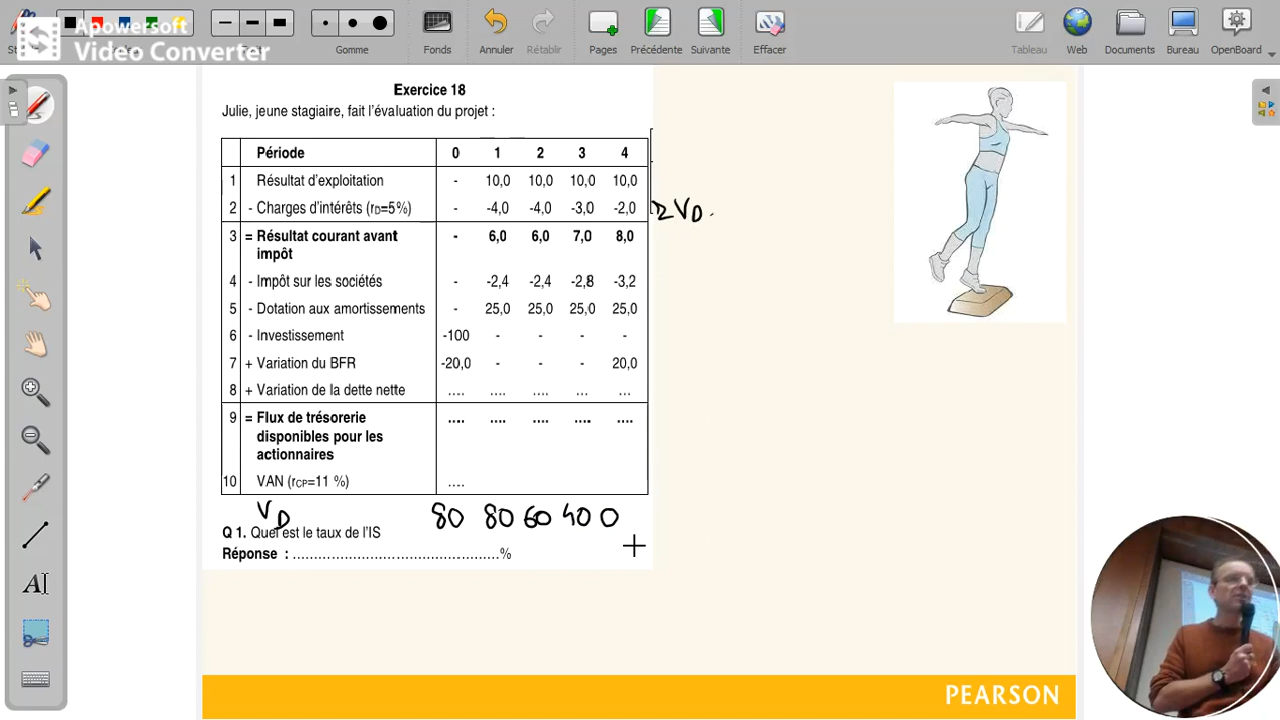 Apowersoft
Video Converter
Gomme
Fonds
Annuler
Rétablir
Pages
Précédente
Suivante
Effacer
Tableau
Web
Documents
Bureau
OpenBoard
Exercice 18
Julie, jeune stagiaire, fait l'évaluation du projet :
Période 0 1 2 3 4
1 Résultat d'exploitation - 10,0 10,0 10,0 10,0
2 - Charges d'intérêts (rD=5%) - -4,0 -4,0 -3,0 -2,0
VD
3 = Résultat courant avant impôt - 6,0 6,0 7,0 8,0
4 - Impôt sur les sociétés - -2,4 -2,4 -2,8 -3,2
5 - Dotation aux amortissements - 25,0 25,0 25,0 25,0
6 - Investissement -100 - - - -
7 + Variation du BFR -20,0 - - - 20,0
8 + Variation de la dette nette .... .... .... ... ...
9 = Flux de trésorerie disponibles pour les actionnaires .... .... .... .... ....
10 VAN (rCP=11 %) ....
VD 80 80 60 40 0
Q 1. Quel est le taux de l'IS
Réponse : .................................................%
PEARSON